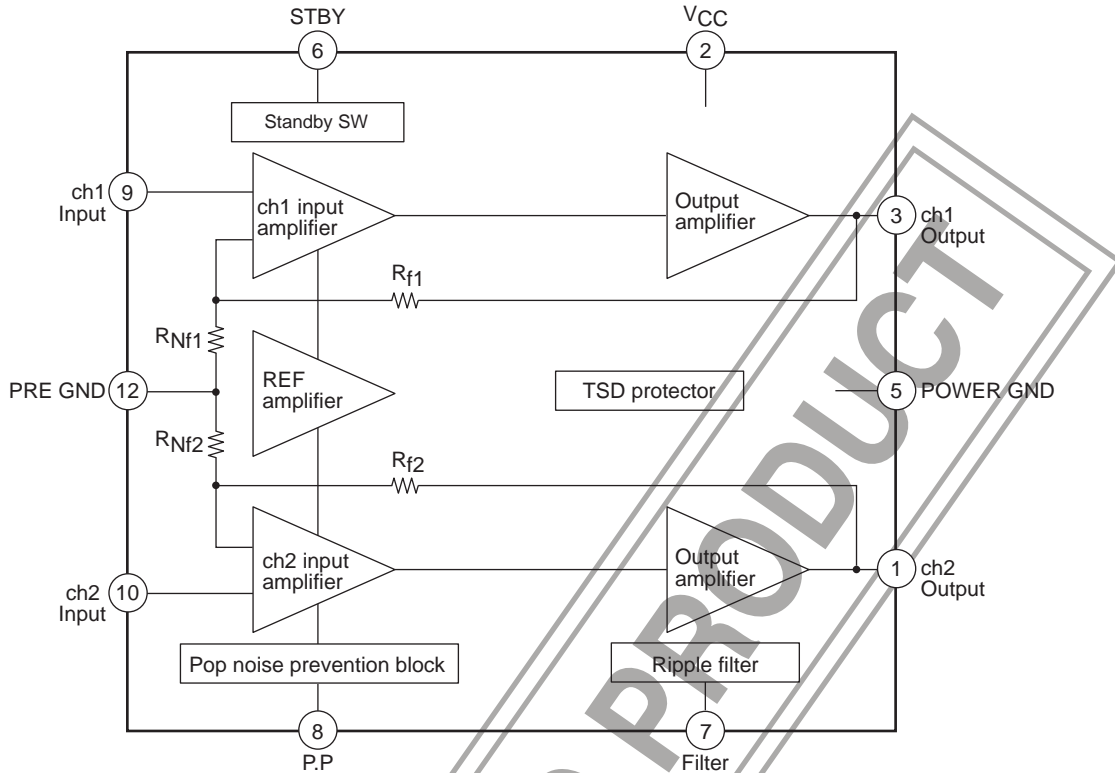 STBY
VCC
6
2
Standby SW
ch1
Input
9
ch1 input
amplifier
Output
amplifier
3
ch1
Output
Rf1
RNf1
PRE GND
12
REF
amplifier
TSD protector
5
POWER GND
RNf2
Rf2
ch2 input
amplifier
Output
amplifier
1
ch2
Output
10
ch2
Input
Pop noise prevention block
Ripple filter
8
7
P.P
Filter
PRODUCT